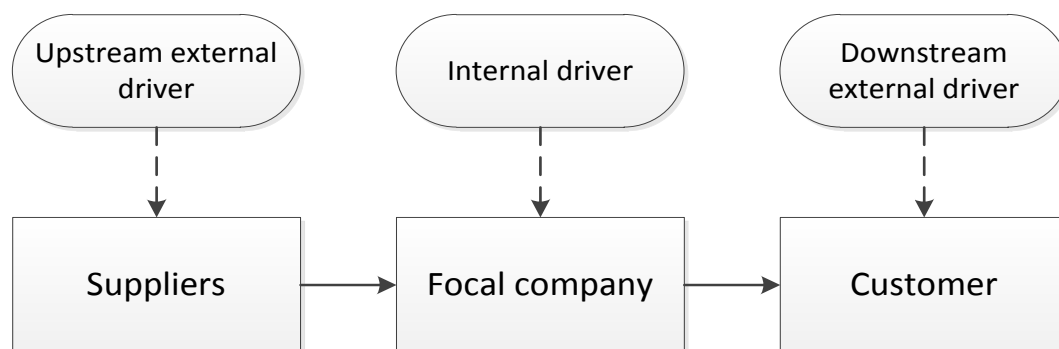 Upstream external
driver
Internal driver
Downstream
external driver
Suppliers
Focal company
Customer